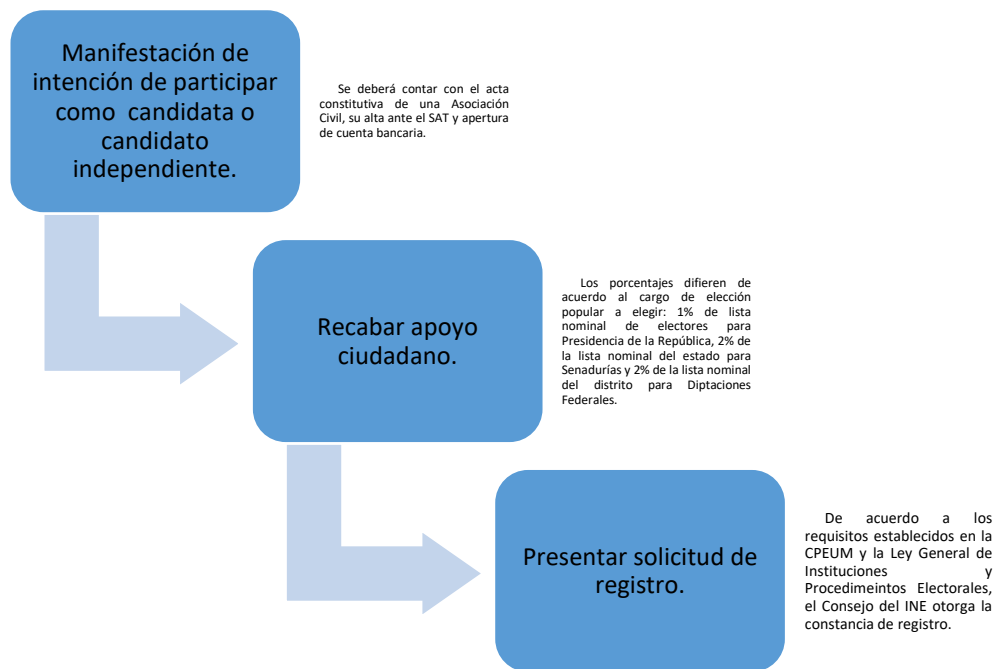 Manifestación de
intención de participar
como candidata o
candidato
independiente.
Se deberá contar con el acta
constitutiva de una Asociación
Civil, su alta ante el SAT y apertura
de cuenta bancaria.
Recabar apoyo
ciudadano.
Los porcentajes difieren de
acuerdo al cargo de elección
popular a elegir: 1% de lista
nominal de electores para
Presidencia de la República, 2% de
la lista nominal del estado para
Senadurías y 2% de la lista nominal
del distrito para Diptaciones
Federales.
Presentar solicitud de
registro.
De acuerdo a los
requisitos establecidos en la
CPEUM y la Ley General de
Instituciones y
Procedimeintos Electorales,
el Consejo del INE otorga la
constancia de registro.